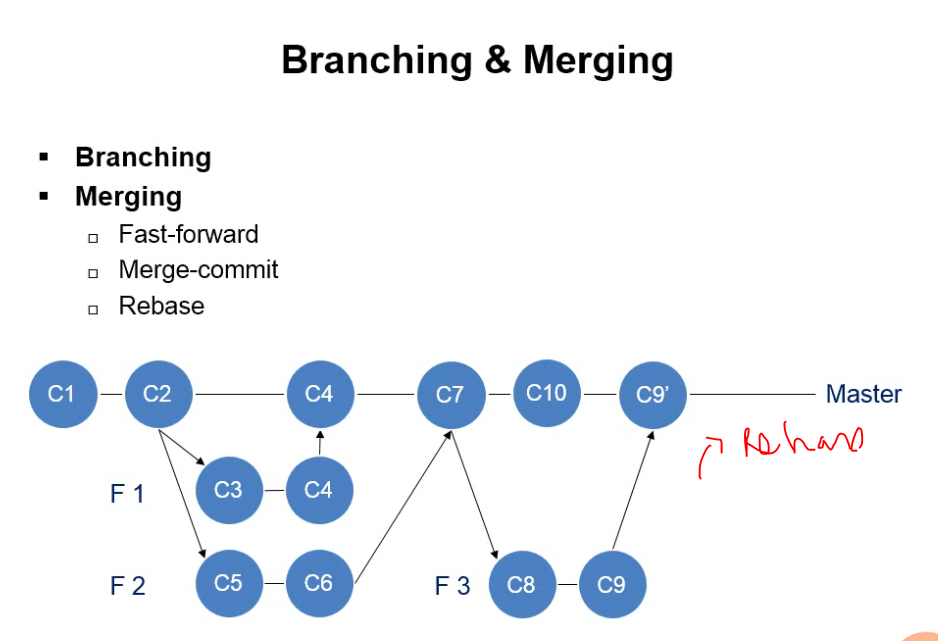 Branching & Merging
Branching
Merging
Fast-forward
Merge-commit
Rebase
C1 C2 C4 C7 C10 C9’ Master
Rebase
F 1 C3 C4
F 2 C5 C6 F 3 C8 C9